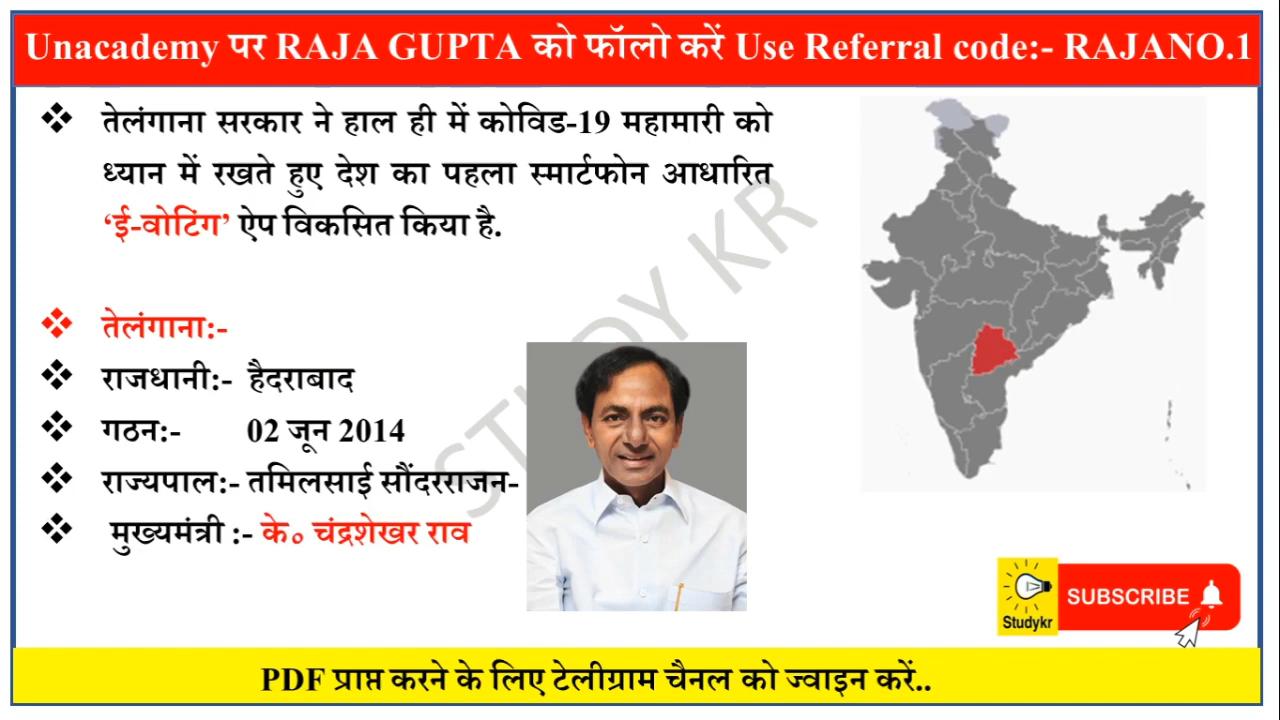 Unacademy पर RAJA GUPTA को फॉलो करें Use Referral code:- RAJANO.1
तेलंगाना सरकार ने हाल ही में कोविड-19 महामारी को
ध्यान में रखते हुए देश का पहला स्मार्टफोन आधारित
‘ई-वोटिंग’ ऐप विकसित किया है.
तेलंगाना:-
राजधानी:- हैदराबाद
गठन:- 02 जून 2014
राज्यपाल:- तमिलसाई सौंदरराजन-
मुख्यमंत्री :- के० चंद्रशेखर राव
STUDY KR
SUBSCRIBE
Studykr
PDF प्राप्त करने के लिए टेलीग्राम चैनल को ज्वाइन करें..